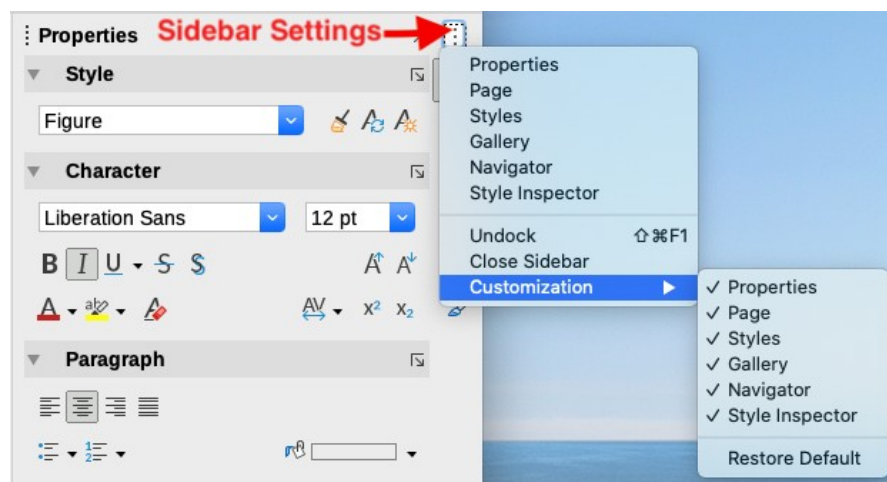 Properties
Sidebar Settings
Style
Figure
Character
Liberation Sans
12 pt
B I U S S
A
AV x² x₂
Paragraph
Properties
Page
Styles
Gallery
Navigator
Style Inspector
Undock ⇧⌘F1
Close Sidebar
Customization
✓ Properties
✓ Page
✓ Styles
✓ Gallery
✓ Navigator
✓ Style Inspector
Restore Default